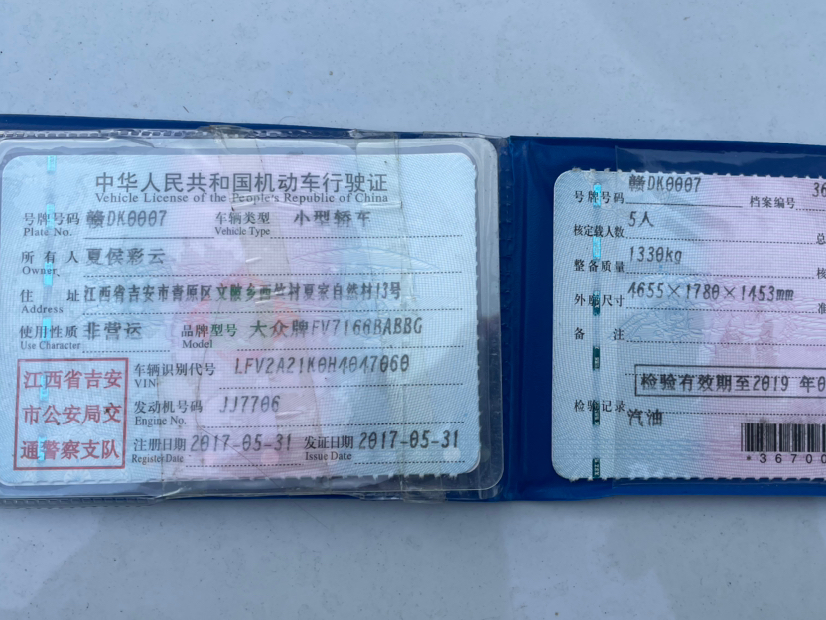 中华人民共和国机动车行驶证
Vehicle License of the People's Republic of China
号牌号码 赣DK0007 车辆类型 小型轿车
Plate No. Vehicle Type
所有人 夏候彩云
Owner
住址 江西省吉安市青原区文陂乡西竺村夏家自然村13号
Address
使用性质 非营运 品牌型号 大众牌FV7166BABBG
Use Character Model
江西省吉安
市公安局交
通警察支队
车辆识别代号 LFV2A21K0H4047060
VIN
发动机号码 JJ7706
Engine No.
注册日期 2017-05-31 发证日期 2017-05-31
Register Date Issue Date
号牌号码 赣DK0007 档案编号 36
核定载人数 5人 总
整备质量 1330kg 核
外廓尺寸 4655×1780×1453mm 准
备注
检验有效期至2019 年0
检验记录
汽油
*36700